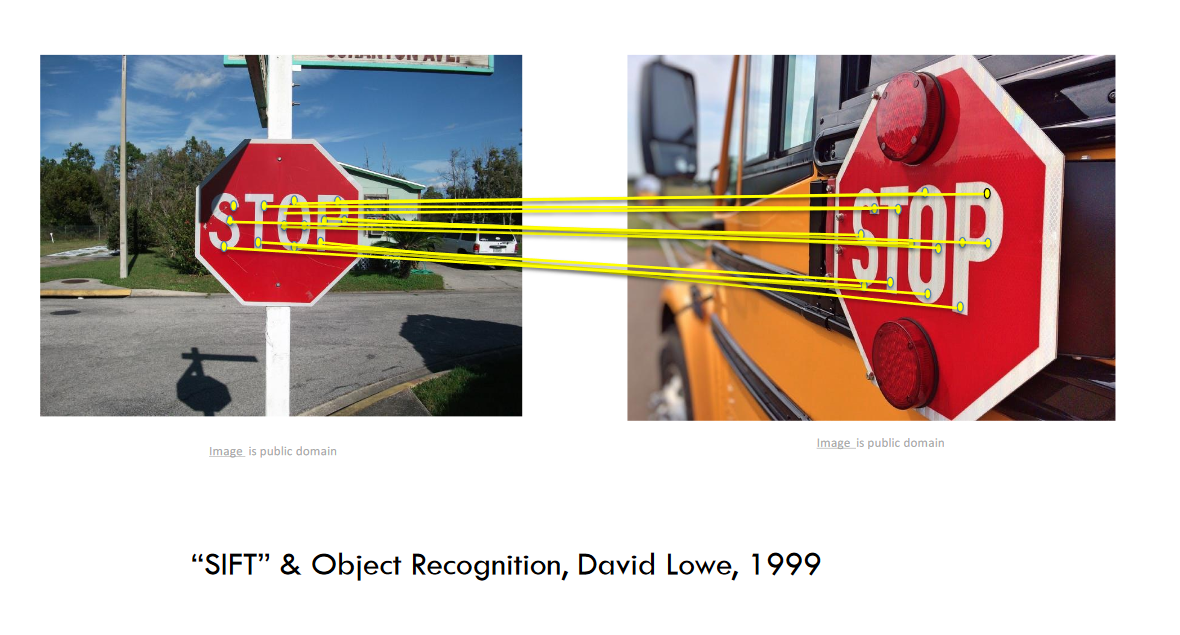 STOP
STOP
Image is public domain
Image is public domain
“SIFT” & Object Recognition, David Lowe, 1999